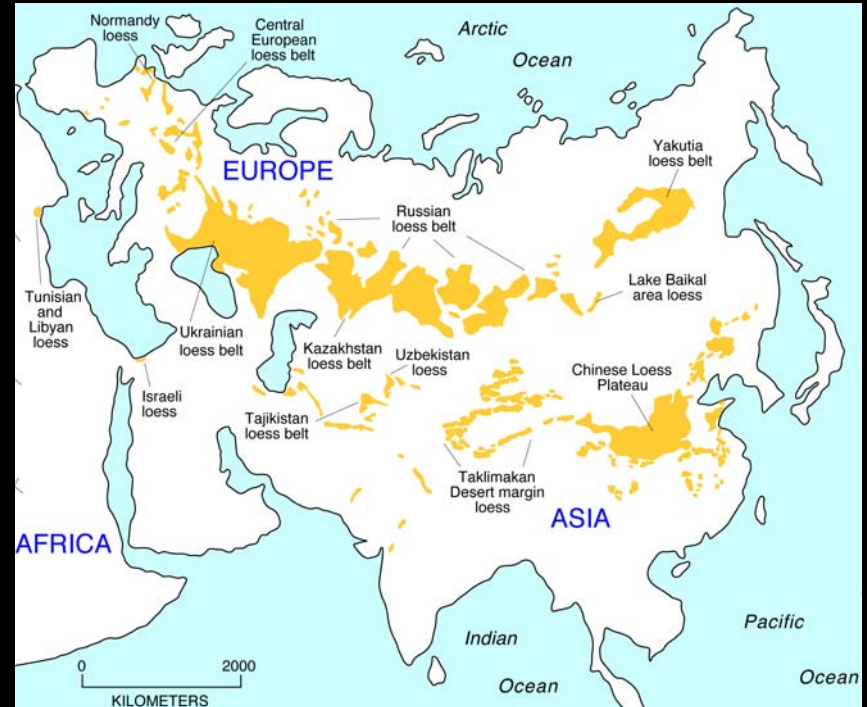 Normandy
loess
Central
European
loess belt
Arctic
Ocean
Yakutia
loess belt
EUROPE
Russian
loess belt
Lake Baikal
area loess
Tunisian
and
Libyan
loess
Ukrainian
loess belt
Kazakhstan
loess belt
Uzbekistan
loess
Chinese Loess
Plateau
Israeli
loess
Tajikistan
loess belt
Taklimakan
Desert margin
loess
ASIA
AFRICA
Indian
Ocean
Pacific
Ocean
0 2000
KILOMETERS